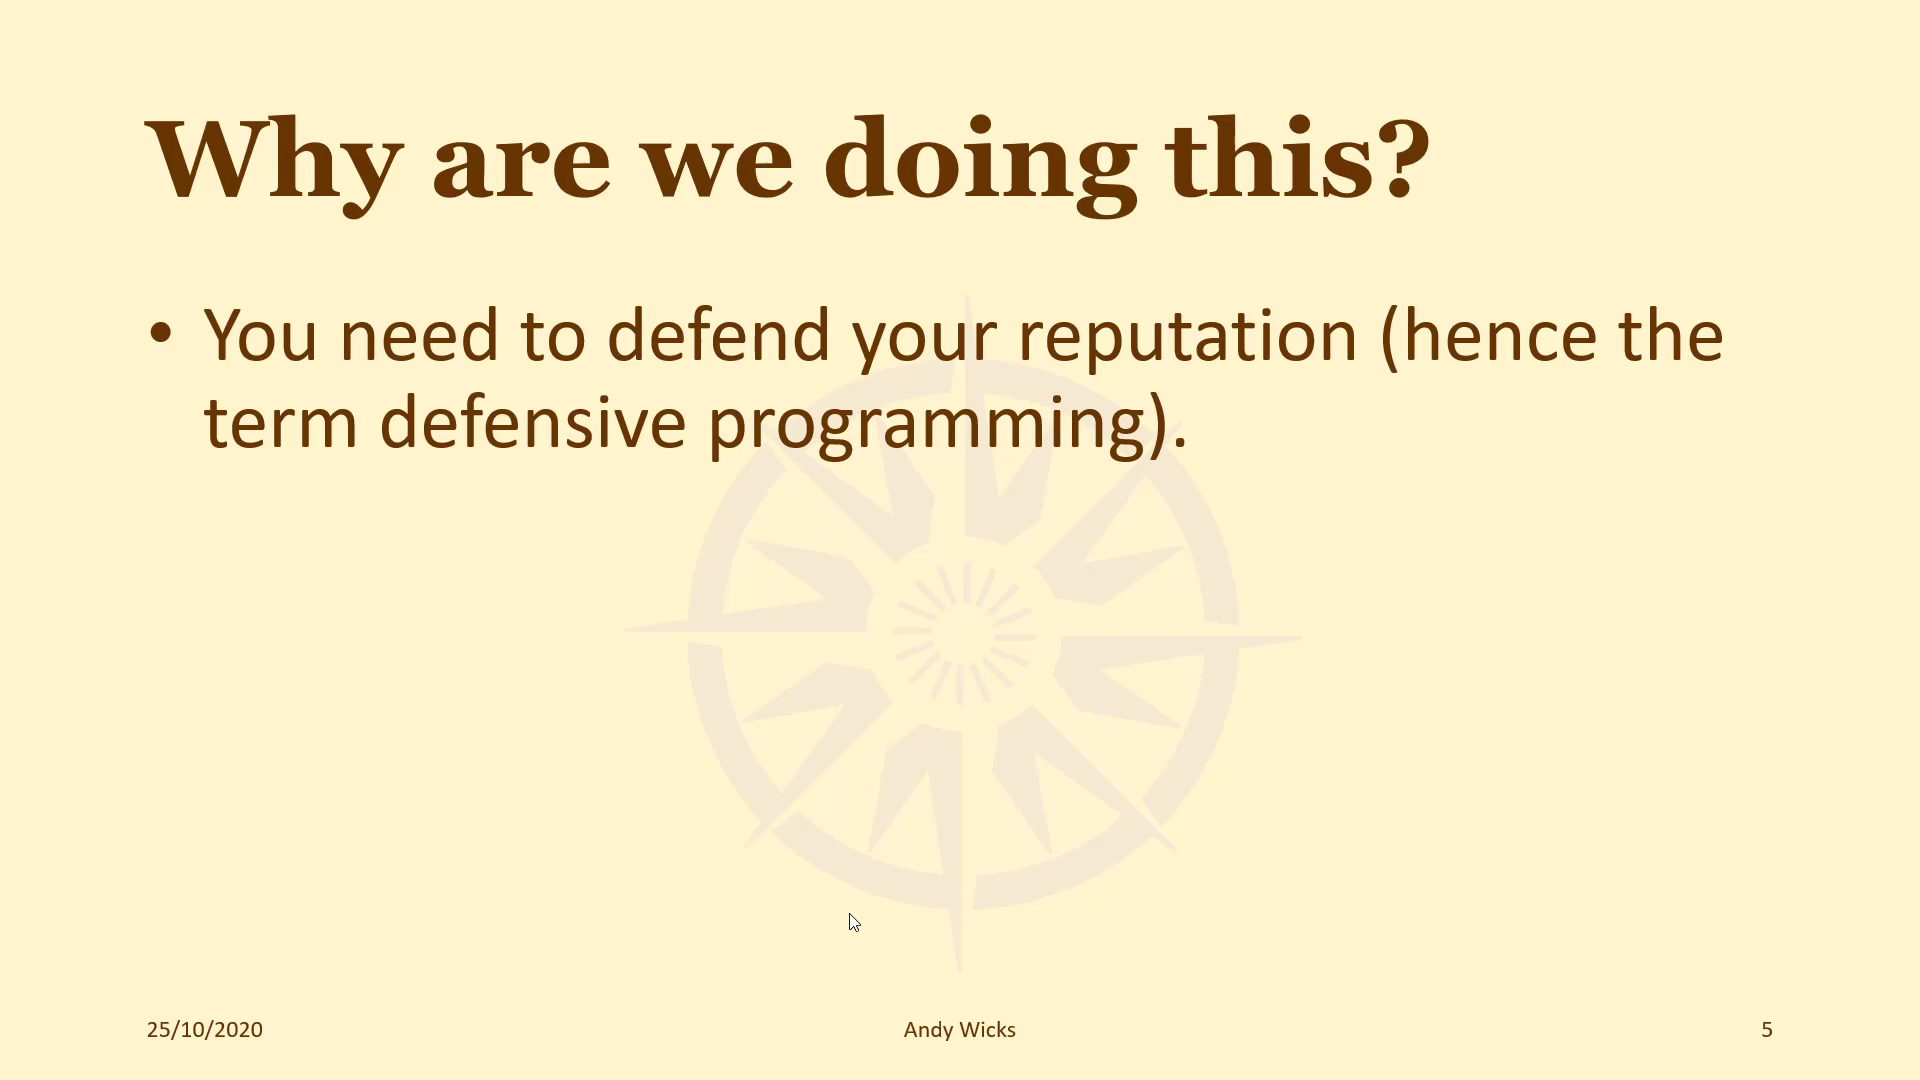 Why are we doing this?
• You need to defend your reputation (hence the
term defensive programming).
25/10/2020
Andy Wicks
5